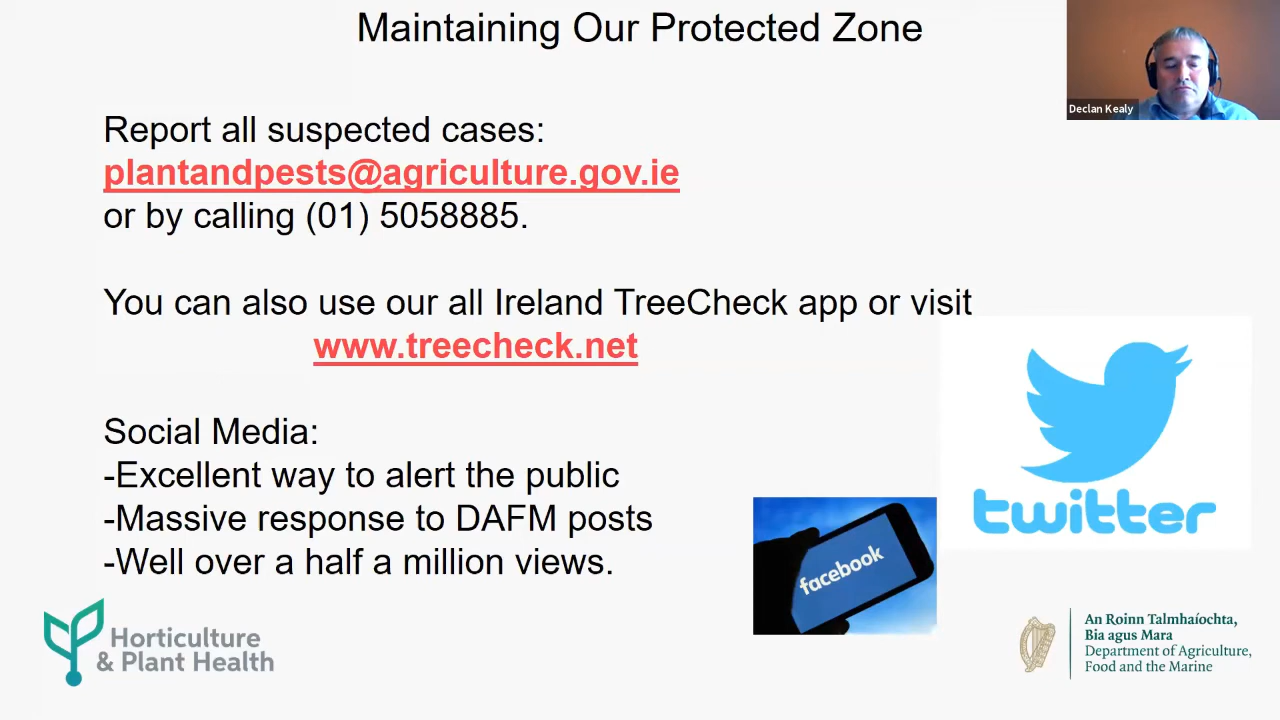 Maintaining Our Protected Zone
Declan Kealy
Report all suspected cases:
plantandpests@agriculture.gov.ie
or by calling (01) 5058885.
You can also use our all Ireland TreeCheck app or visit
www.treecheck.net
Social Media:
-Excellent way to alert the public
-Massive response to DAFM posts
-Well over a half a million views.
facebook
twitter
Horticulture
& Plant Health
An Roinn Talmhaíochta,
Bia agus Mara
Department of Agriculture,
Food and the Marine